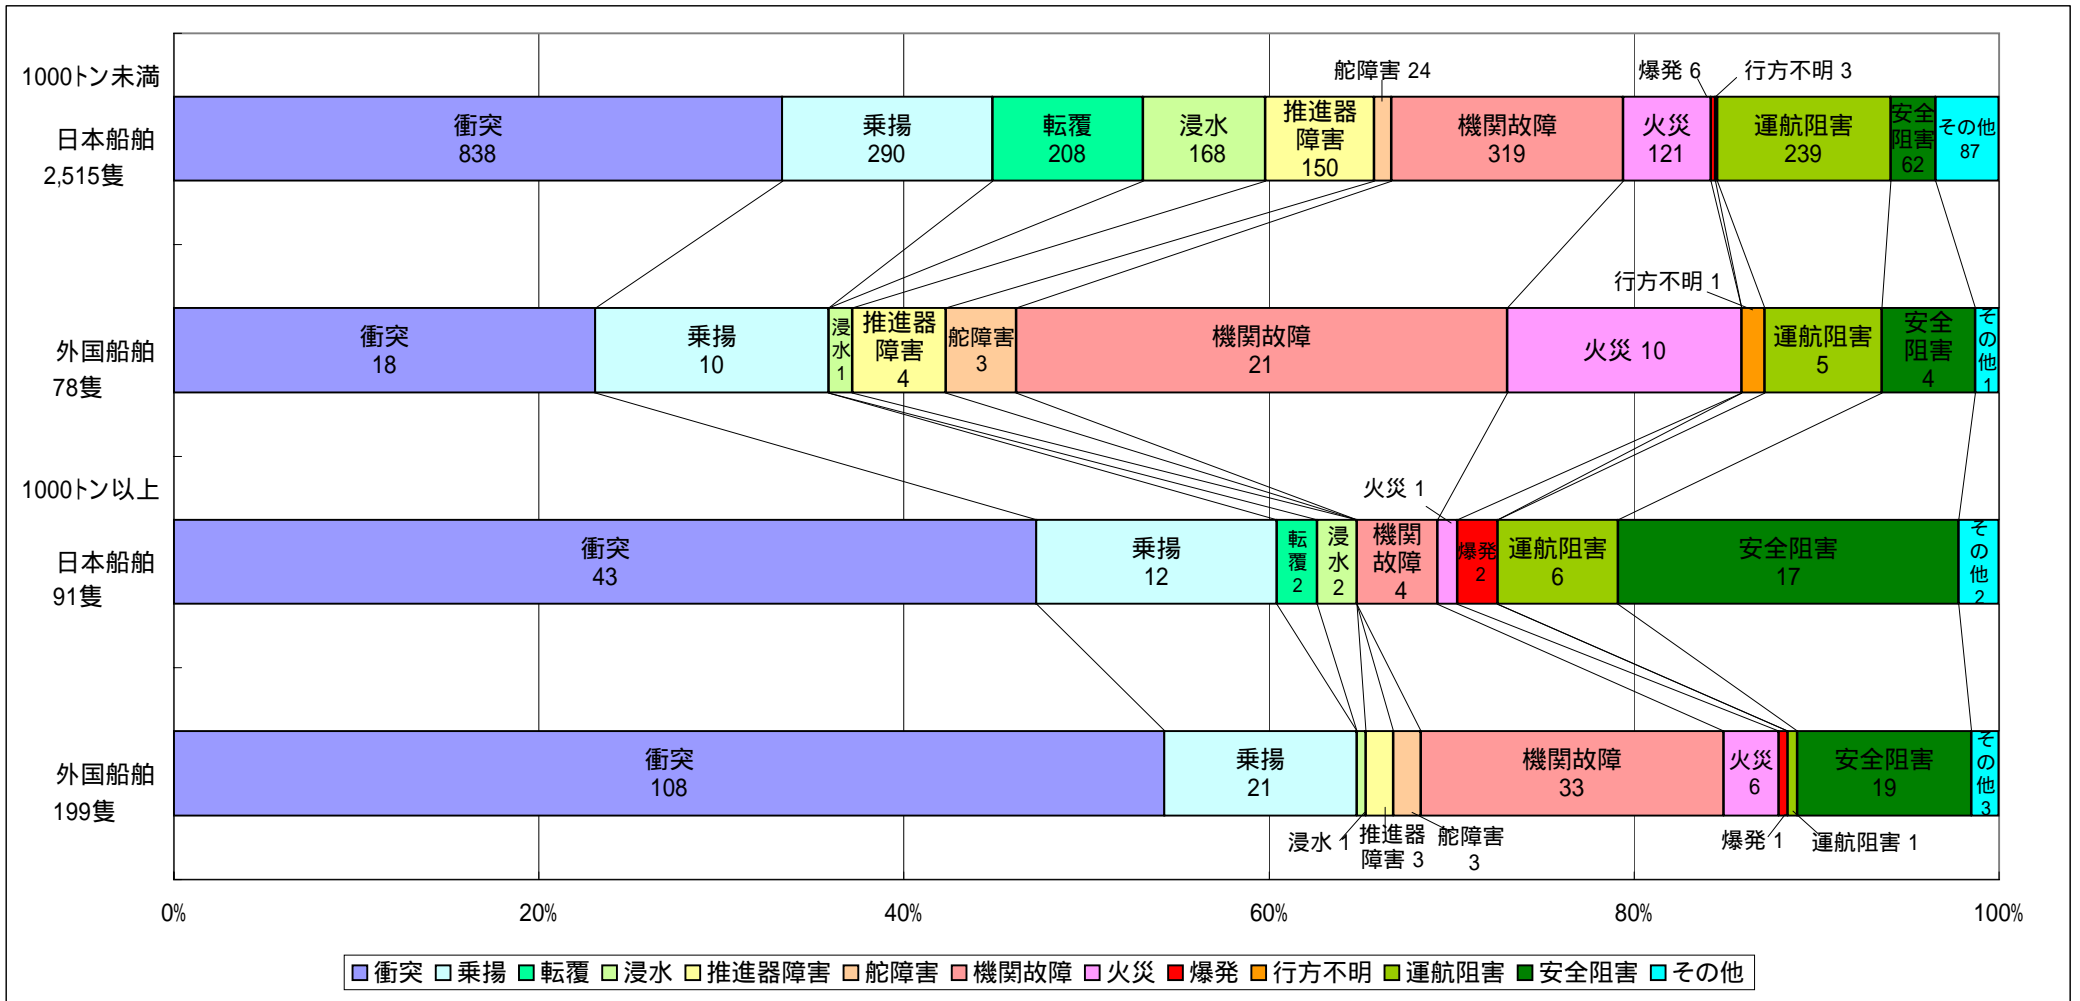 1000トン未満
舵障害 24
爆発 6
行方不明 3
日本船舶
2,515隻
衝突
838
乗揚
290
転覆
208
浸水
168
推進器
障害
150
機関故障
319
火災
121
運航阻害
239
安全
阻害
62
その他
87
行方不明 1
外国船舶
78隻
衝突
18
乗揚
10
浸
水
1
推進器
障害
4
舵障害
3
機関故障
21
火災 10
運航阻害
5
安全
阻害
4
そ
の
他
1
1000トン以上
火災 1
日本船舶
91隻
衝突
43
乗揚
12
転
覆
2
浸
水
2
機関
故障
4
爆発
2
運航阻害
6
安全阻害
17
そ
の
他
2
外国船舶
199隻
衝突
108
乗揚
21
機関故障
33
火災
6
安全阻害
19
そ
の
他
3
浸水 1
推進器
障害 3
舵障害
3
爆発 1
運航阻害 1
0% 20% 40% 60% 80% 100%
衝突 乗揚 転覆 浸水 推進器障害 舵障害 機関故障 火災 爆発 行方不明 運航阻害 安全阻害 その他